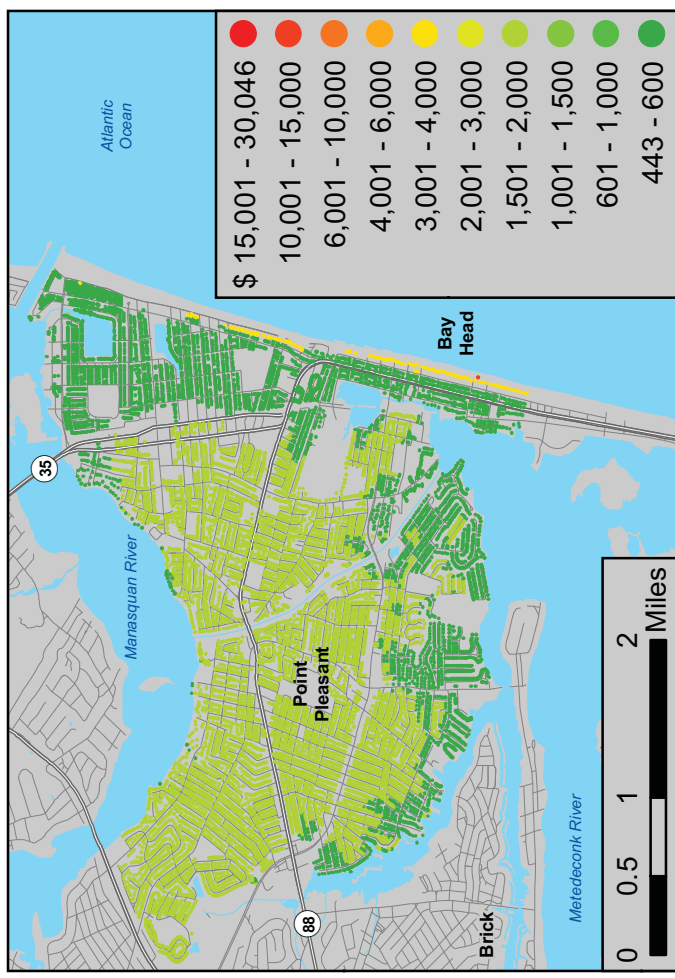 Atlantic
Ocean
35
Manasquan River
Point
Pleasant
Bay
Head
88
Brick
Metedeconk River
$ 15,001 - 30,046
10,001 - 15,000
6,001 - 10,000
4,001 - 6,000
3,001 - 4,000
2,001 - 3,000
1,501 - 2,000
1,001 - 1,500
601 - 1,000
443 - 600
0 0.5 1 2
Miles